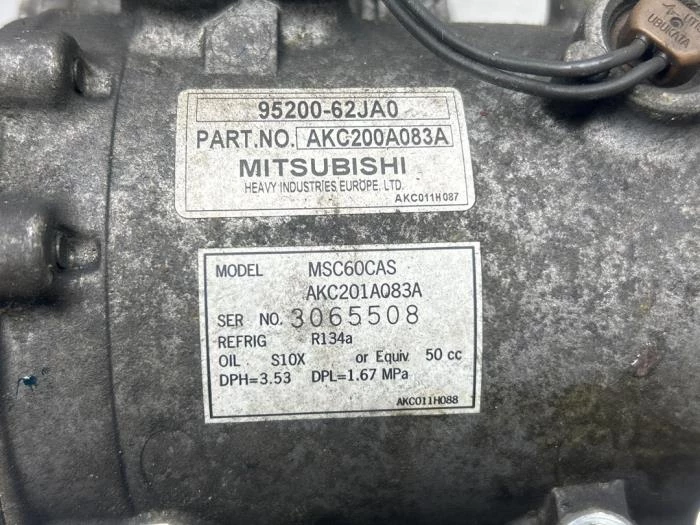 UBUKATA
95200-62JA0
PART.NO. AKC200A083A
MITSUBISHI
HEAVY INDUSTRIES EUROPE, LTD.
AKC011H087
MODEL MSC60CAS
AKC201A083A
SER NO. 3065508
REFRIG R134a
OIL S10X or Equiv 50 cc
DPH=3.53 DPL=1.67 MPa
AKC011H088